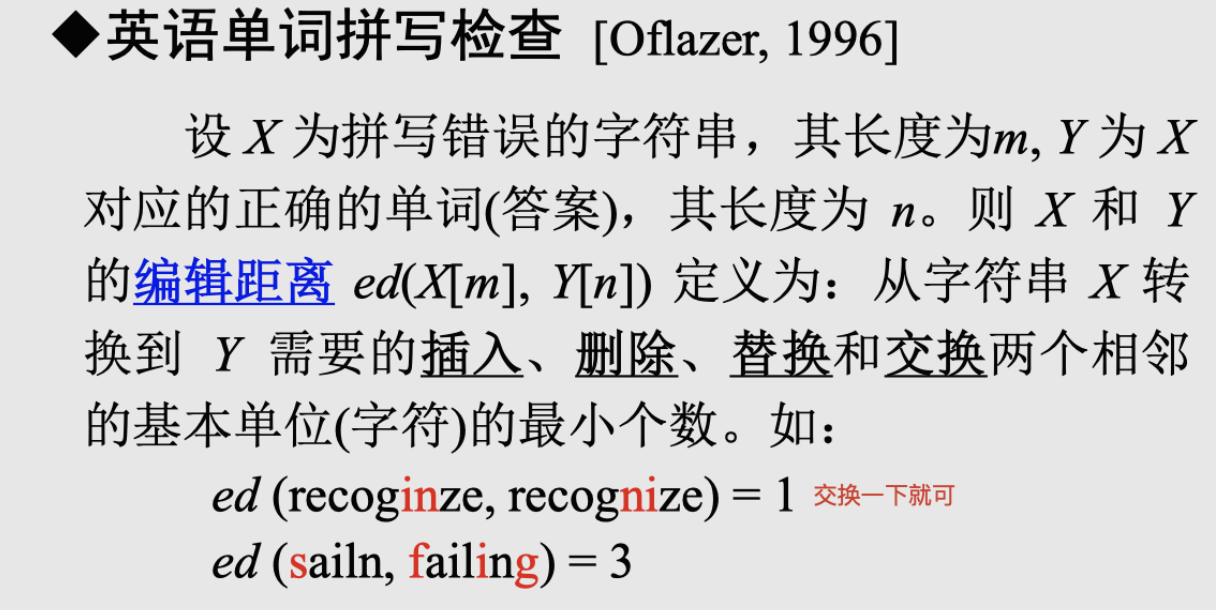 ◆英语单词拼写检查 [Oflazer, 1996]
设 X 为拼写错误的字符串，其长度为m, Y 为 X
对应的正确的单词(答案)，其长度为 n。则 X 和 Y
的编辑距离 ed(X[m], Y[n]) 定义为：从字符串 X 转
换到 Y 需要的插入、删除、替换和交换两个相邻
的基本单位(字符)的最小个数。如：
ed (recoginze, recognize) = 1 交换一下就可
ed (sailn, failing) = 3